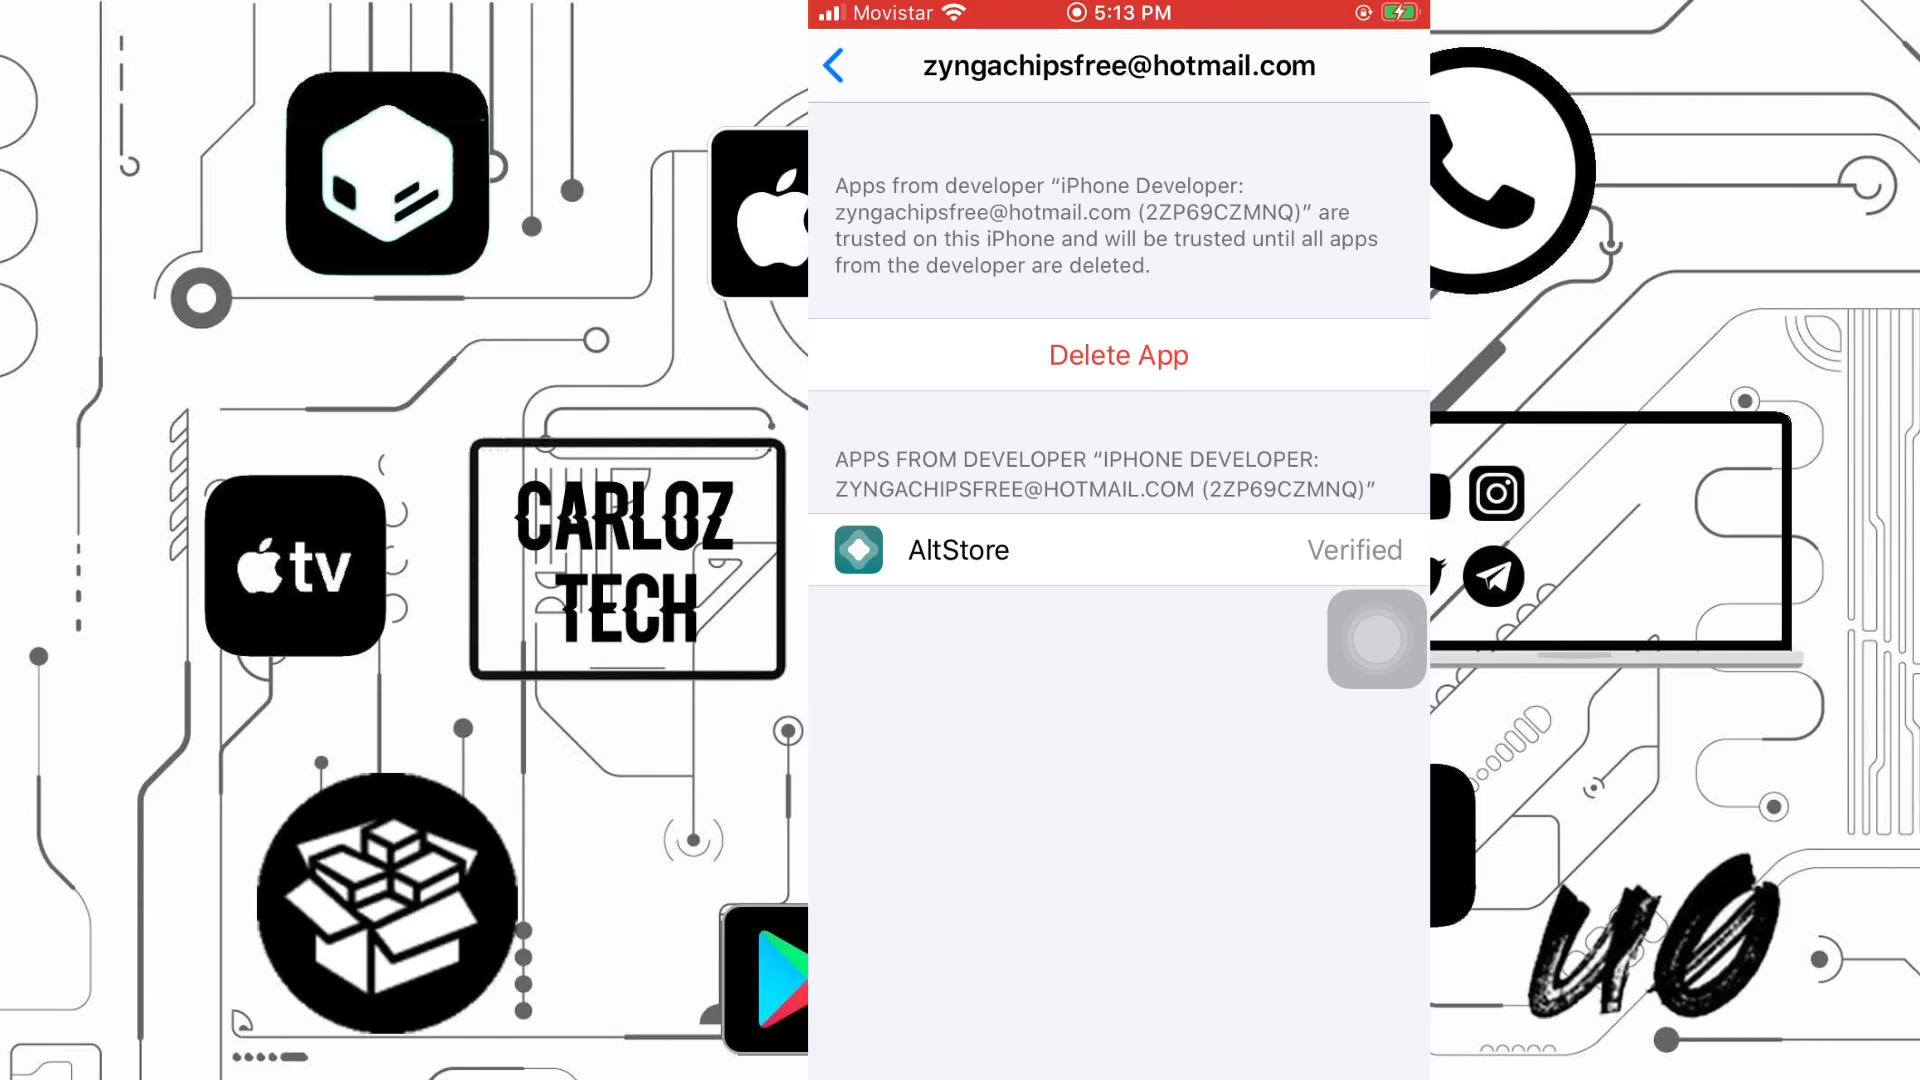 Movistar
5:13 PM
zyngachipsfree@hotmail.com
Apps from developer “iPhone Developer:
zyngachipsfree@hotmail.com (2ZP69CZMNQ)” are
trusted on this iPhone and will be trusted until all apps
from the developer are deleted.
Delete App
APPS FROM DEVELOPER “IPHONE DEVELOPER:
ZYNGACHIPSFREE@HOTMAIL.COM (2ZP69CZMNQ)”
AltStore
Verified
tv
CARLOZ
TECH